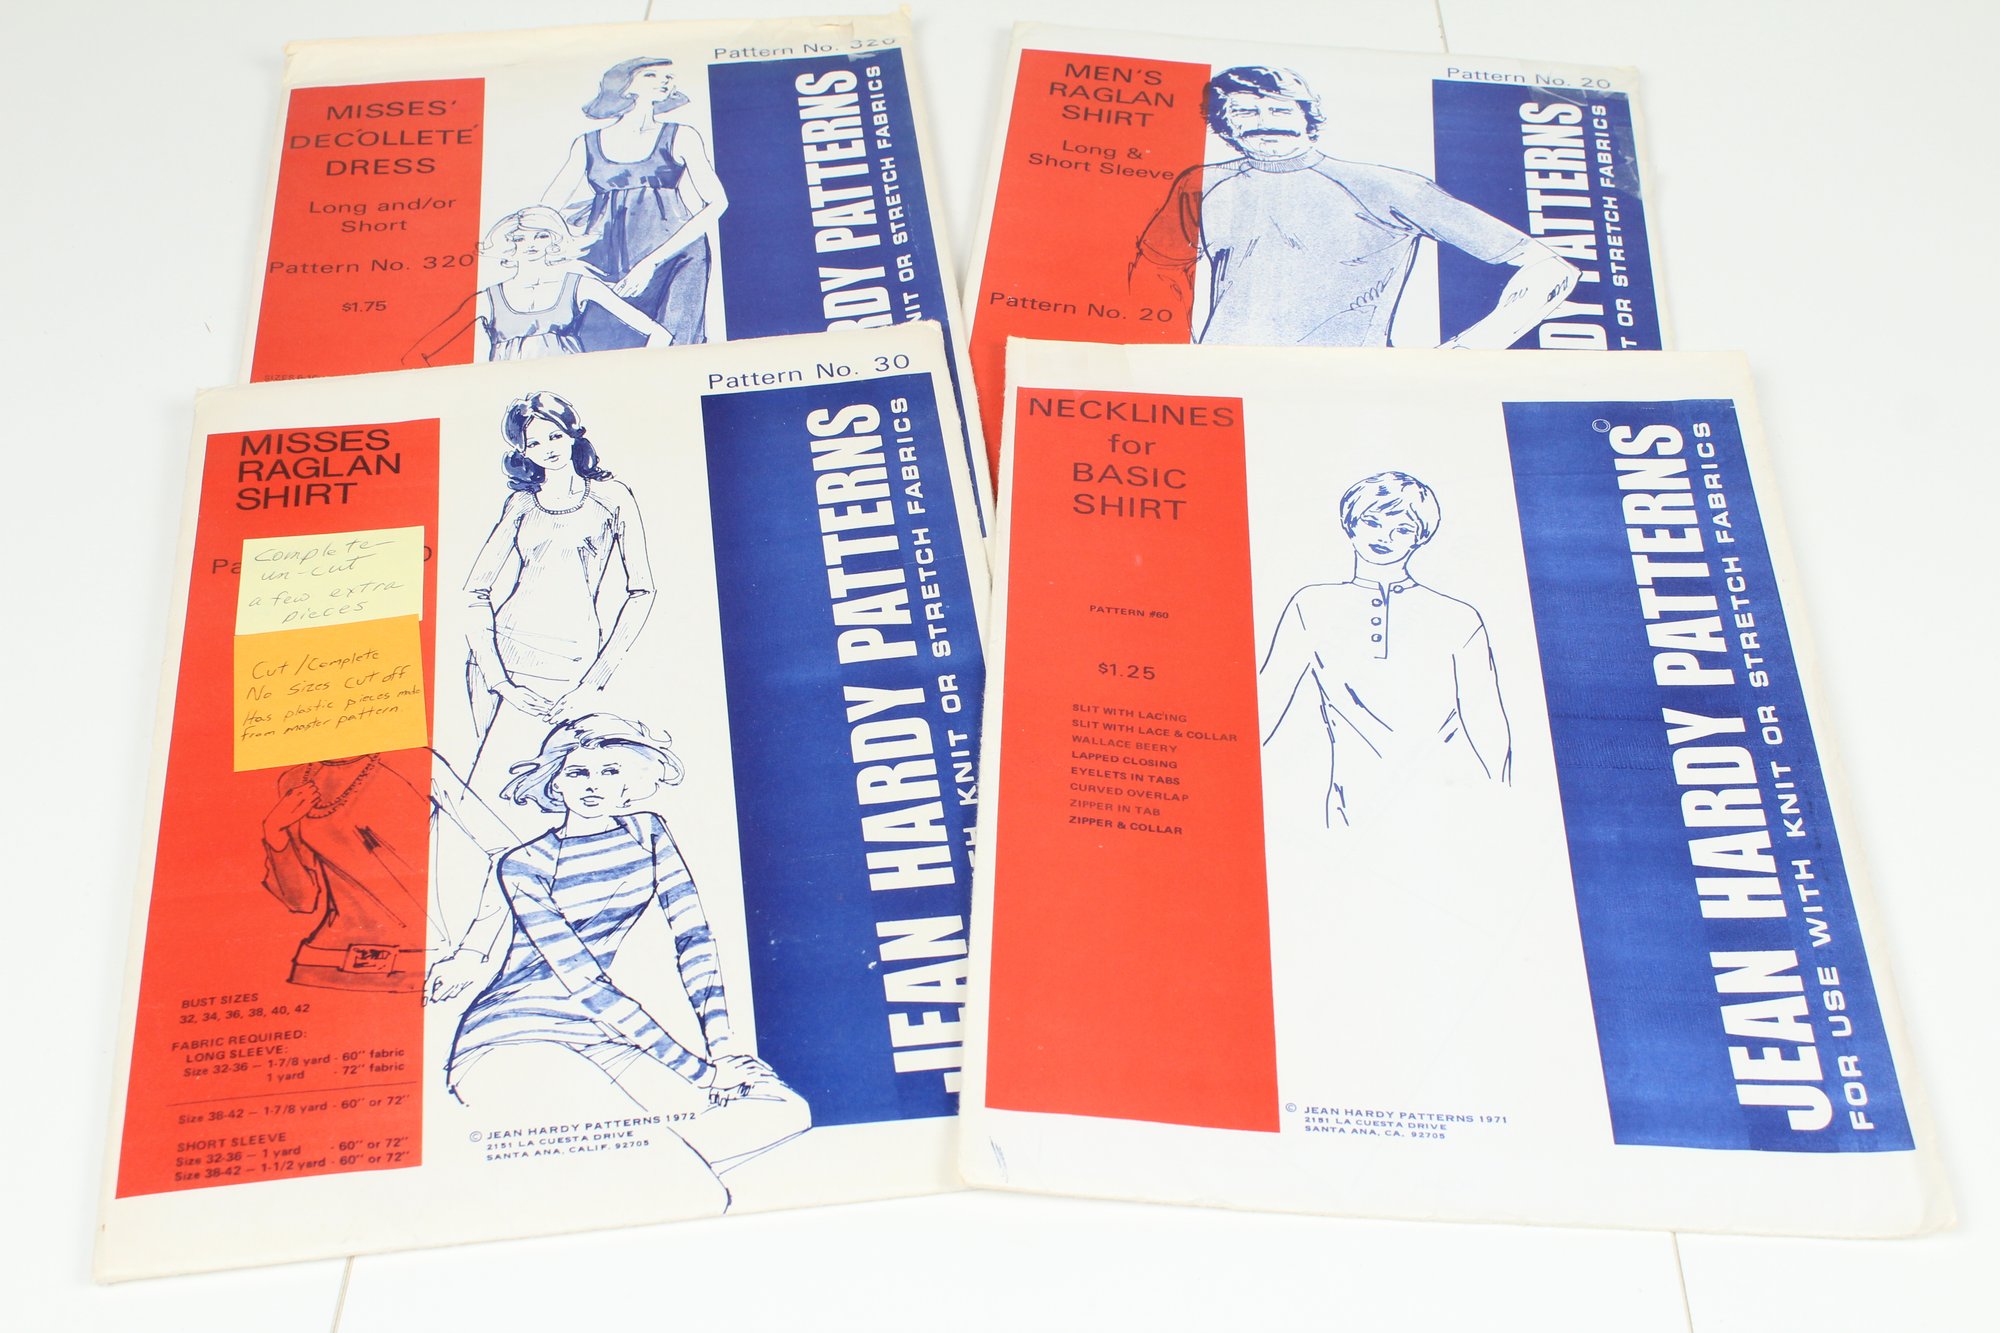 Pattern No. 320
MISSES'
DÉCOLLETÉ
DRESS
Long and/or
Short
Pattern No. 320
$1.75
HARDY PATTERNS
KNIT OR STRETCH FABRICS
Pattern No. 20
MEN'S
RAGLAN
SHIRT
Long &
Short Sleeve
Pattern No. 20
PATTERNS
OR STRETCH FABRICS
Pattern No. 30
MISSES
RAGLAN
SHIRT
Complete
un-cut
a few extra
pieces
Cut/Complete
No sizes cut off
Has plastic pieces made
from master pattern.
BUST SIZES
32, 34, 36, 38, 40, 42
FABRIC REQUIRED:
LONG SLEEVE:
Size 32-36 — 1-7/8 yard - 60" fabric
1 yard - 72" fabric
Size 38-42 — 1-7/8 yard - 60" or 72"
SHORT SLEEVE
Size 32-36 — 1 yard - 60" or 72"
Size 38-42 — 1-1/2 yard - 60" or 72"
JEAN HARDY PATTERNS
KNIT OR STRETCH FABRICS
© JEAN HARDY PATTERNS 1972
2151 LA CUESTA DRIVE
SANTA ANA, CALIF. 92705
NECKLINES
for
BASIC
SHIRT
PATTERN #60
$1.25
SLIT WITH LACING
SLIT WITH LACE & COLLAR
WALLACE BEERY
LAPPED CLOSING
EYELETS IN TABS
CURVED OVERLAP
ZIPPER IN TAB
ZIPPER & COLLAR
JEAN HARDY PATTERNS©
FOR USE WITH KNIT OR STRETCH FABRICS
© JEAN HARDY PATTERNS 1971
2151 LA CUESTA DRIVE
SANTA ANA, CA. 92705